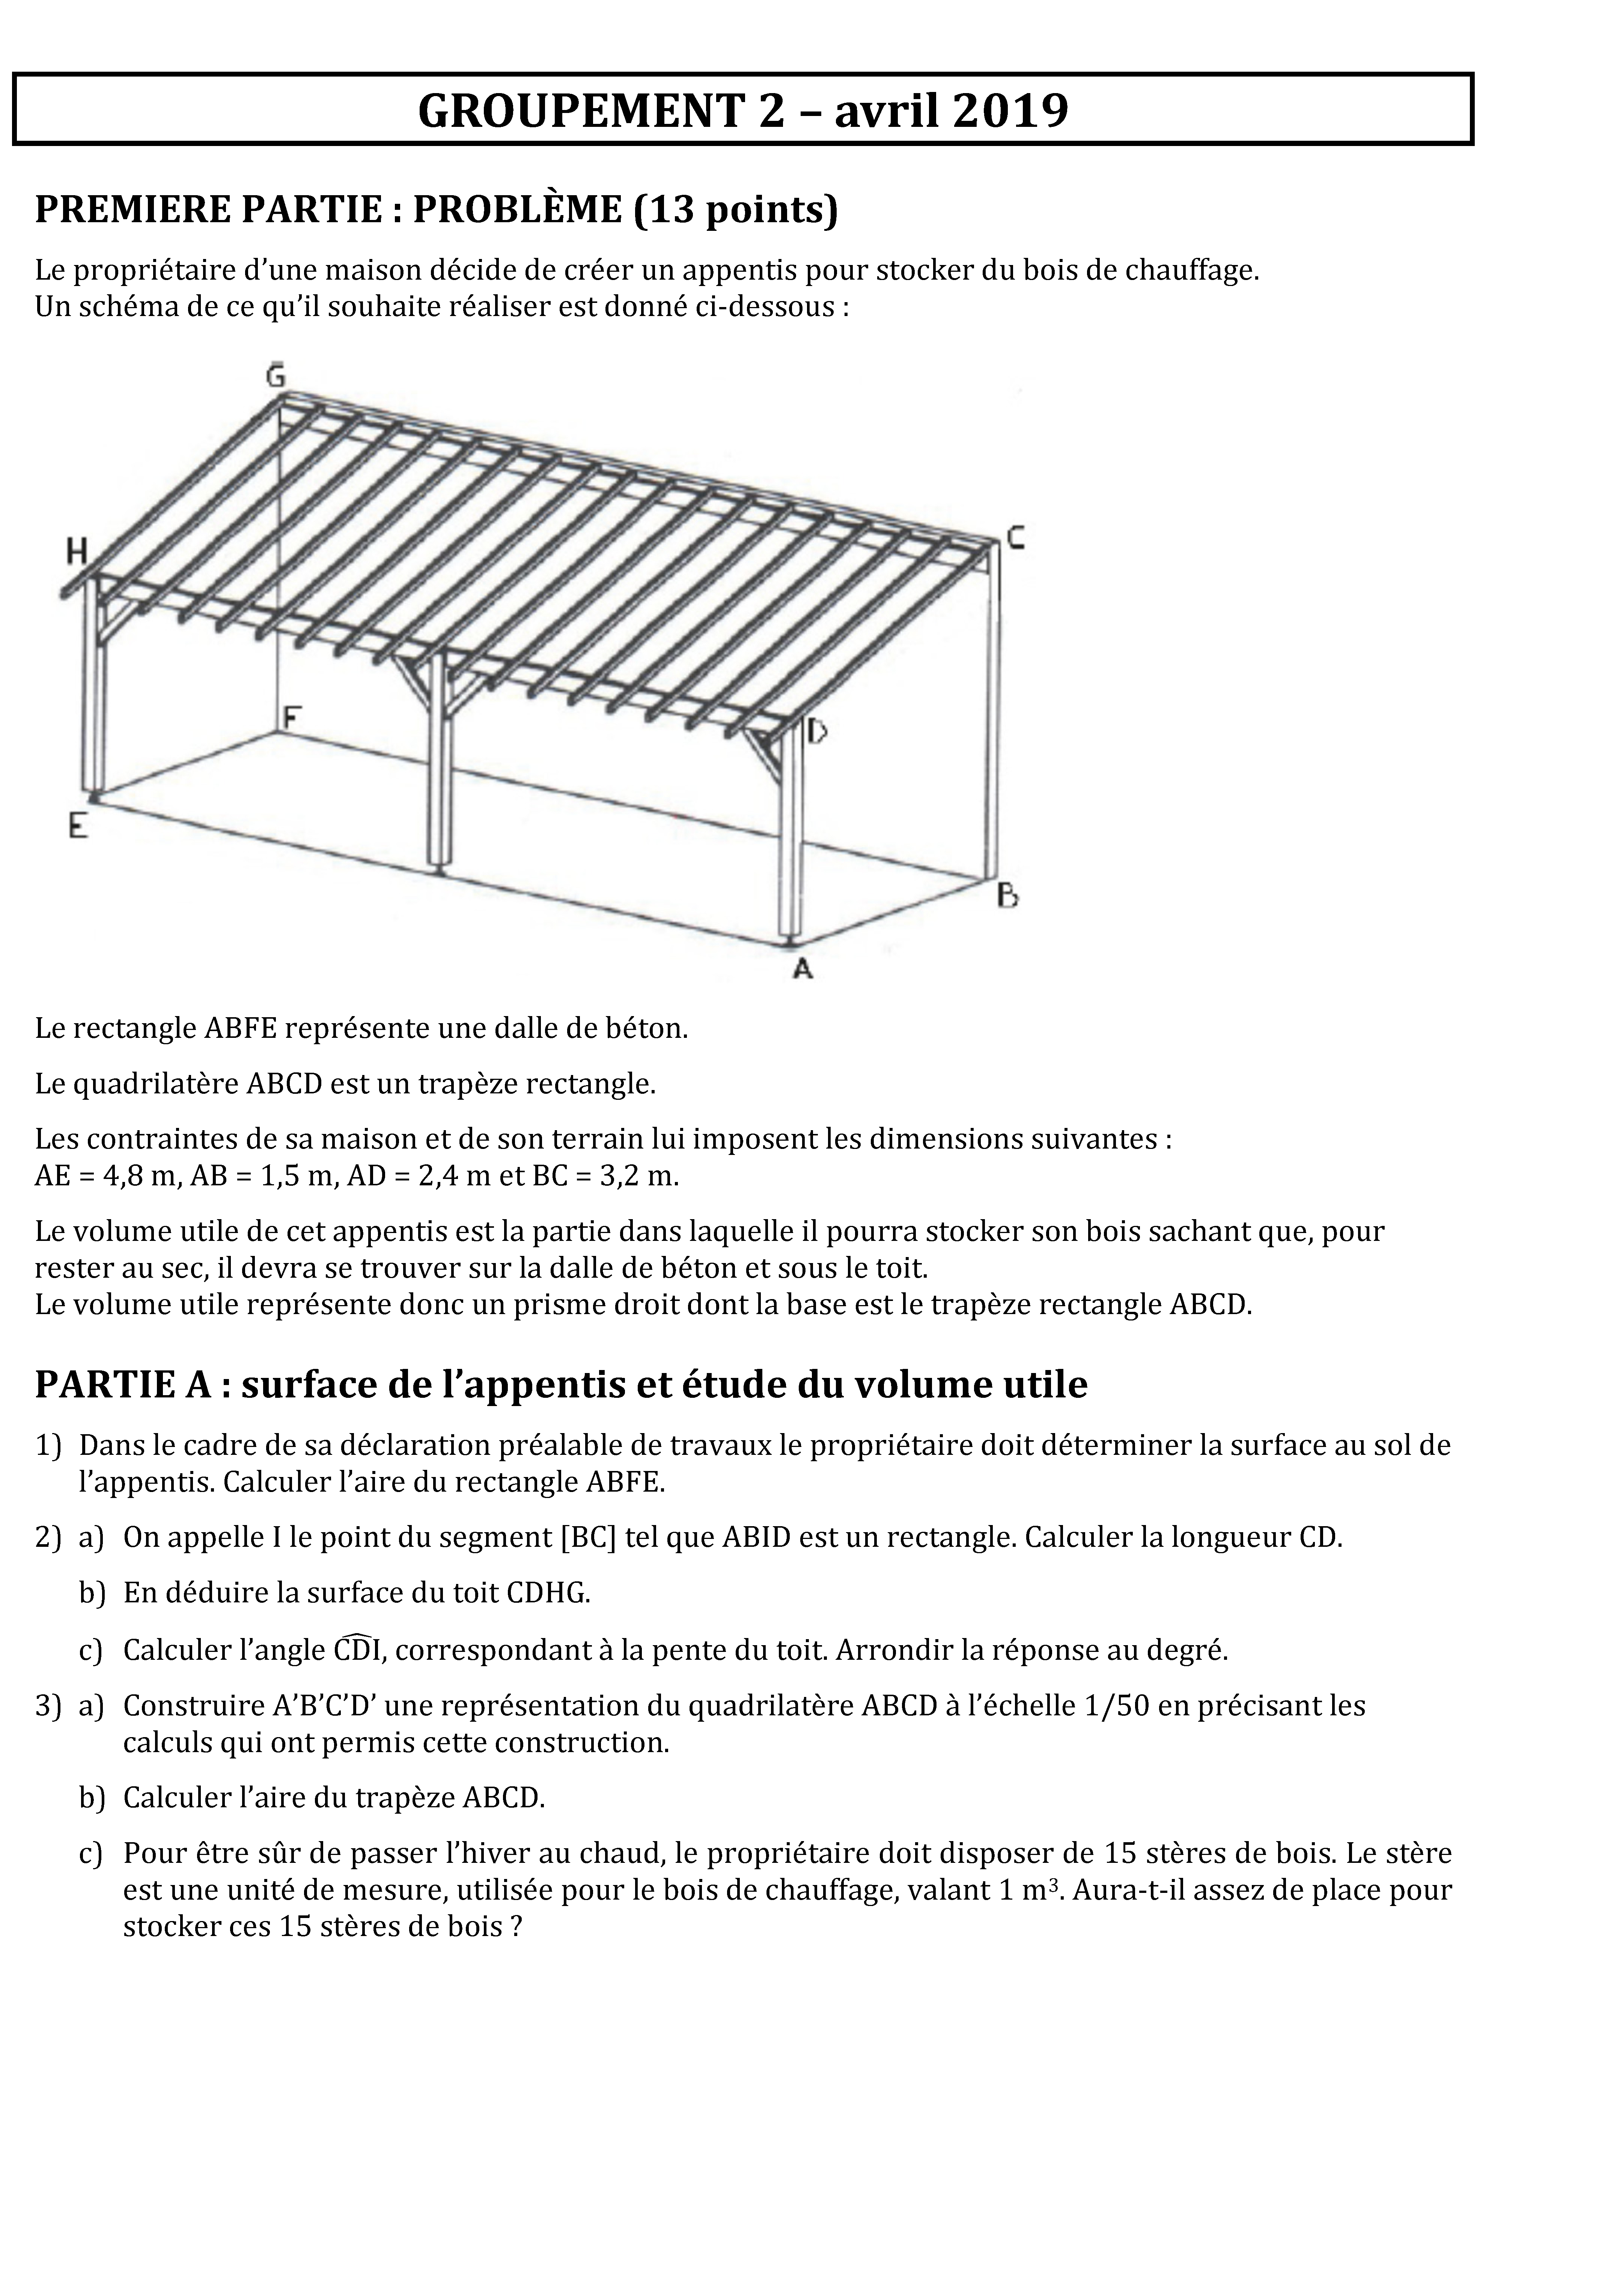 GROUPEMENT 2 – avril 2019
PREMIERE PARTIE : PROBLÈME (13 points)
Le propriétaire d’une maison décide de créer un appentis pour stocker du bois de chauffage.
Un schéma de ce qu’il souhaite réaliser est donné ci-dessous :
G
C
H
F
D
E
B
A
Le rectangle ABFE représente une dalle de béton.
Le quadrilatère ABCD est un trapèze rectangle.
Les contraintes de sa maison et de son terrain lui imposent les dimensions suivantes :
AE = 4,8 m, AB = 1,5 m, AD = 2,4 m et BC = 3,2 m.
Le volume utile de cet appentis est la partie dans laquelle il pourra stocker son bois sachant que, pour
rester au sec, il devra se trouver sur la dalle de béton et sous le toit.
Le volume utile représente donc un prisme droit dont la base est le trapèze rectangle ABCD.
PARTIE A : surface de l’appentis et étude du volume utile
1) Dans le cadre de sa déclaration préalable de travaux le propriétaire doit déterminer la surface au sol de
l’appentis. Calculer l’aire du rectangle ABFE.
2) a) On appelle I le point du segment [BC] tel que ABID est un rectangle. Calculer la longueur CD.
b) En déduire la surface du toit CDHG.
c) Calculer l’angle CDI, correspondant à la pente du toit. Arrondir la réponse au degré.
3) a) Construire A’B’C’D’ une représentation du quadrilatère ABCD à l’échelle 1/50 en précisant les
calculs qui ont permis cette construction.
b) Calculer l’aire du trapèze ABCD.
c) Pour être sûr de passer l’hiver au chaud, le propriétaire doit disposer de 15 stères de bois. Le stère
est une unité de mesure, utilisée pour le bois de chauffage, valant 1 m³. Aura-t-il assez de place pour
stocker ces 15 stères de bois ?